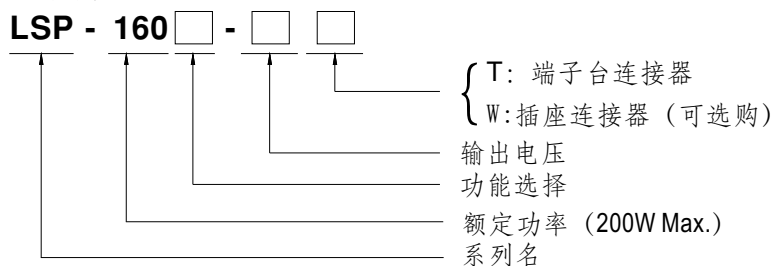 LSP - 160□ - □ □
T: 端子台连接器
W:插座连接器 (可选购)
输出电压
功能选择
额定功率 (200W Max.)
系列名